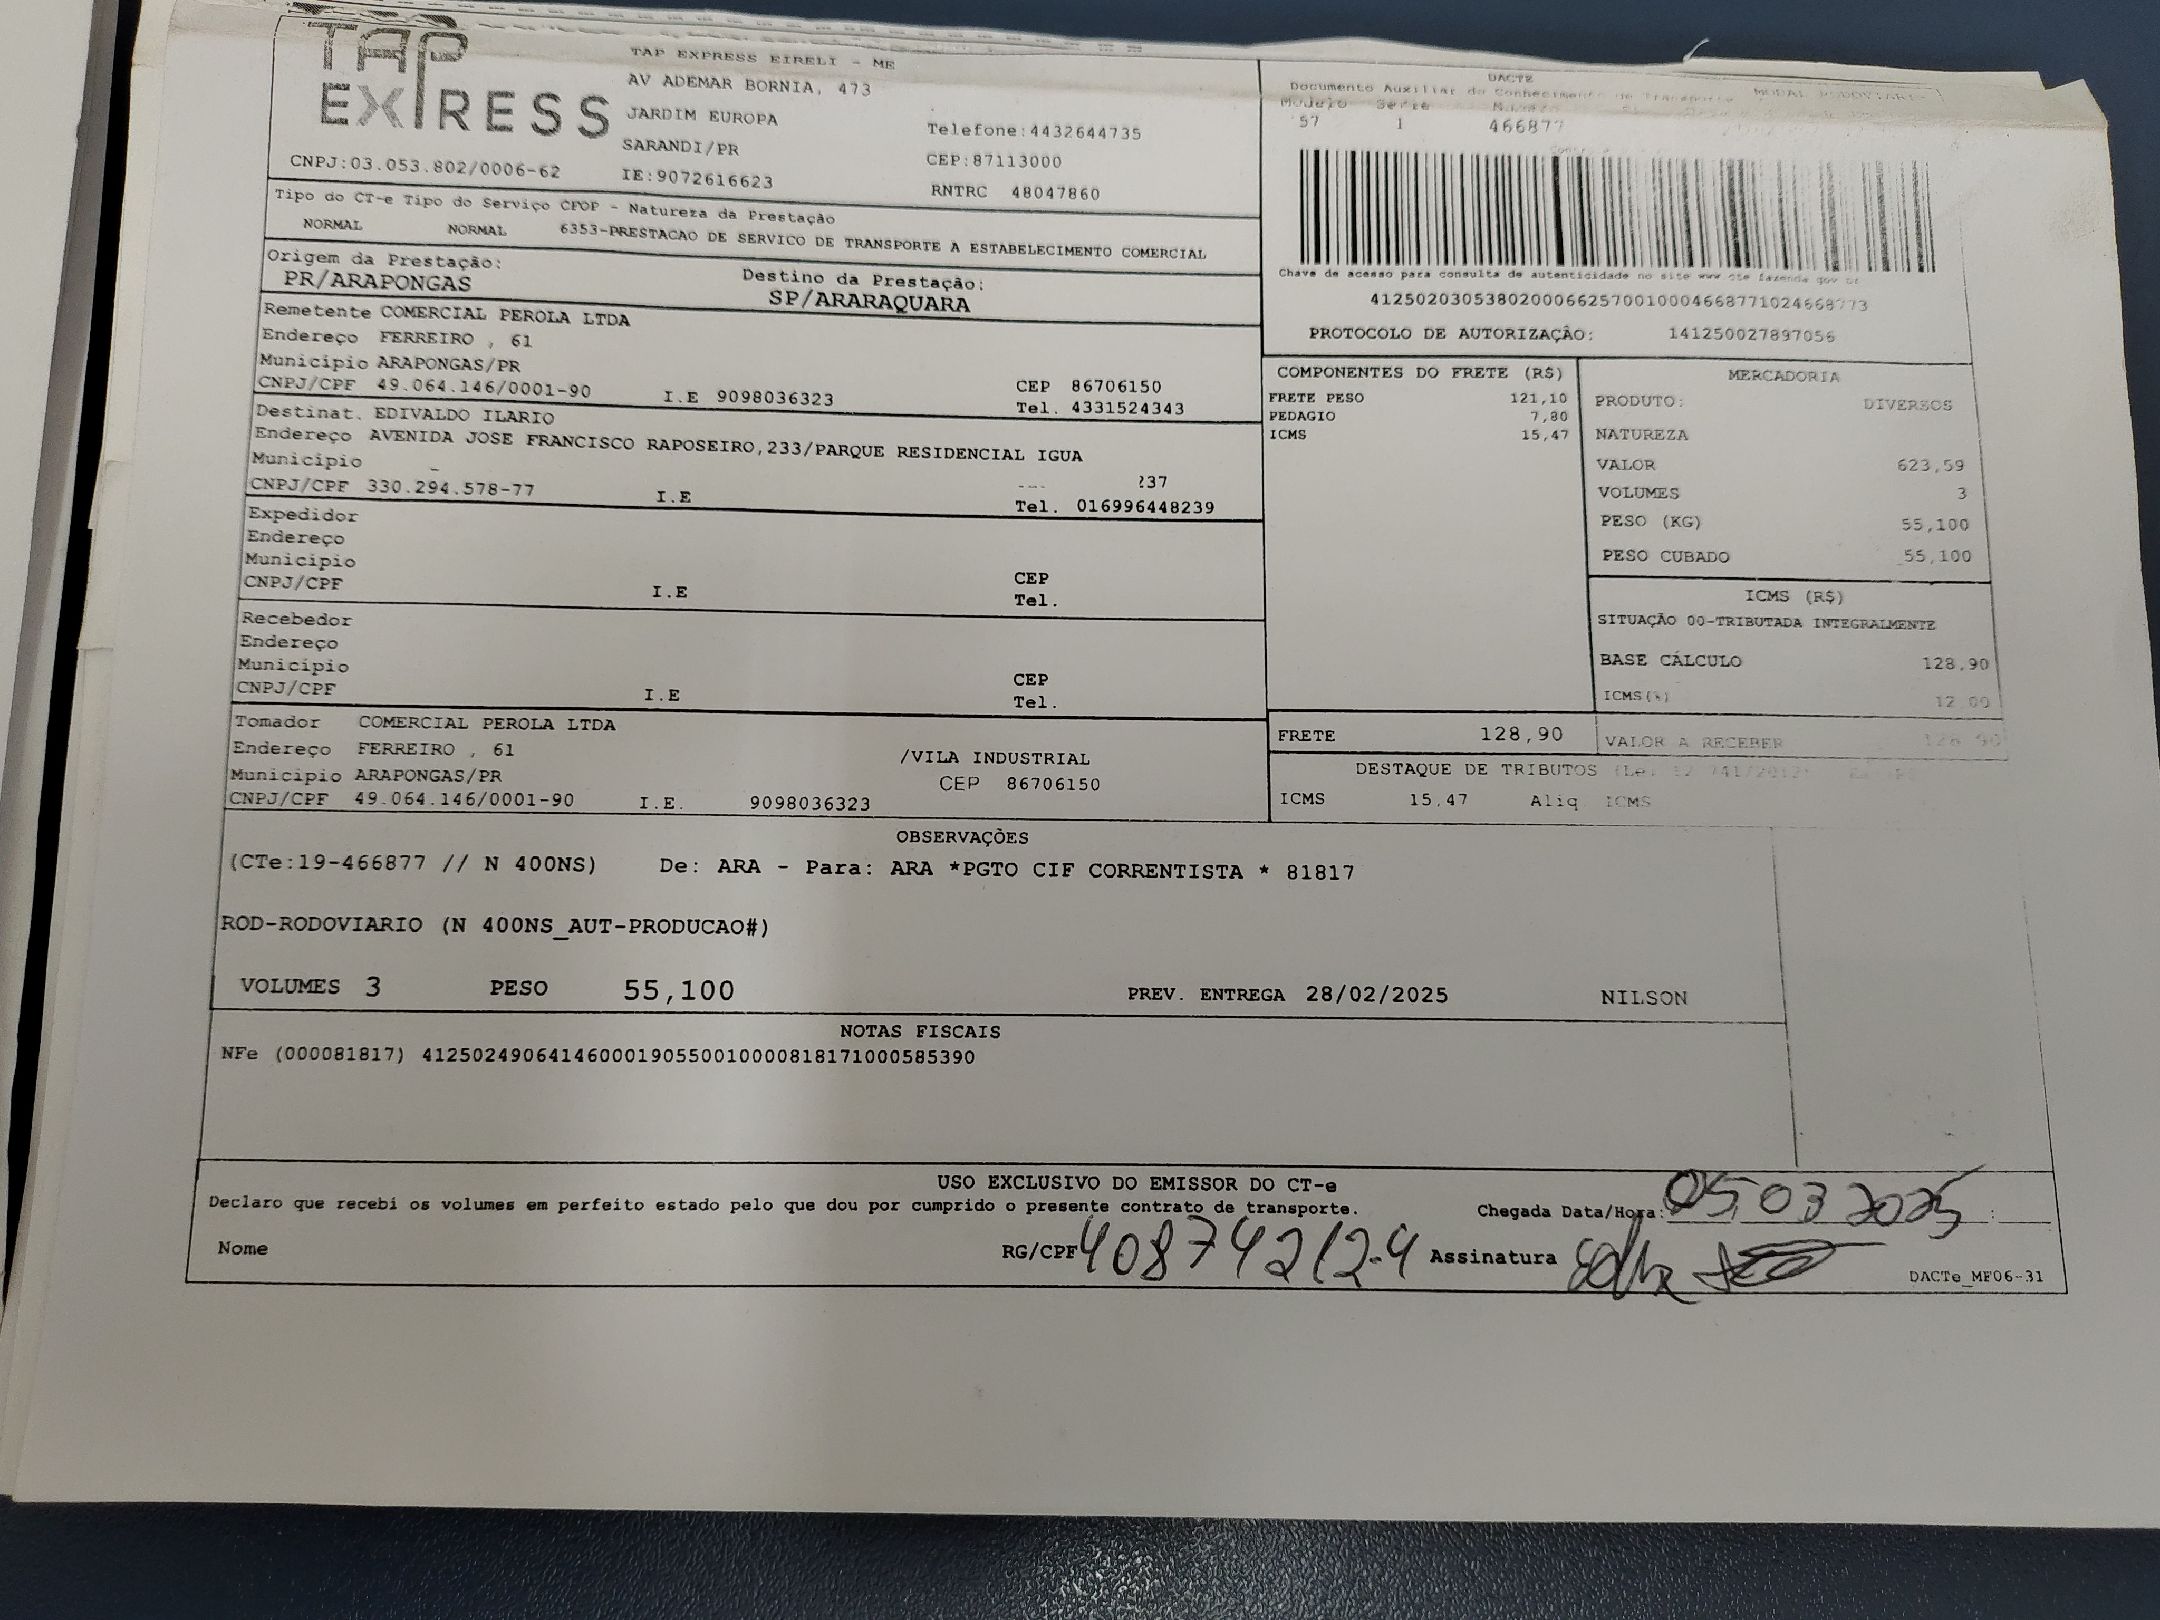 TAP
EXPRESS
TAP EXPRESS EIRELI - ME
AV ADEMAR BORNIA, 473
JARDIM EUROPA
SARANDI/PR
Telefone:4432644735
CEP:87113000
CNPJ:03.053.802/0006-62
IE:9072616623
RNTRC 48047860
DACTE
Documento Auxiliar do Conhecimento de Transporte
MODAL RODOVIARIO
Modelo Serie Número
57 1 466877
Chave de acesso para consulta de autenticidade no site www cte fazenda gov br
41250203053802000662570010004668771024668773
PROTOCOLO DE AUTORIZAÇÃO: 141250027897056
Tipo do CT-e Tipo do Serviço CFOP - Natureza da Prestação
NORMAL NORMAL 6353-PRESTACAO DE SERVICO DE TRANSPORTE A ESTABELECIMENTO COMERCIAL
Origem da Prestação: Destino da Prestação:
PR/ARAPONGAS SP/ARARAQUARA
Remetente COMERCIAL PEROLA LTDA
Endereço FERREIRO , 61
Município ARAPONGAS/PR CEP 86706150
CNPJ/CPF 49.064.146/0001-90 I.E 9098036323 Tel. 4331524343
Destinat. EDIVALDO ILARIO
Endereço AVENIDA JOSE FRANCISCO RAPOSEIRO,233/PARQUE RESIDENCIAL IGUA
Município 237
CNPJ/CPF 330.294.578-77 I.E Tel. 016996448239
Expedidor
Endereço
Município CEP
CNPJ/CPF I.E Tel.
Recebedor
Endereço
Município CEP
CNPJ/CPF I.E Tel.
Tomador COMERCIAL PEROLA LTDA
Endereço FERREIRO , 61 /VILA INDUSTRIAL
Município ARAPONGAS/PR CEP 86706150
CNPJ/CPF 49.064.146/0001-90 I.E. 9098036323
COMPONENTES DO FRETE (R$)
FRETE PESO 121,10
PEDAGIO 7,80
ICMS 15,47
MERCADORIA
PRODUTO: DIVERSOS
NATUREZA
VALOR 623,59
VOLUMES 3
PESO (KG) 55,100
PESO CUBADO 55,100
ICMS (R$)
SITUAÇÃO 00-TRIBUTADA INTEGRALMENTE
BASE CÁLCULO 128,90
ICMS(%) 12,00
FRETE 128,90 VALOR A RECEBER 128,90
DESTAQUE DE TRIBUTOS
ICMS 15,47 Aliq ICMS
OBSERVAÇÕES
(CTe:19-466877 // N 400NS) De: ARA - Para: ARA *PGTO CIF CORRENTISTA * 81817
ROD-RODOVIARIO (N 400NS_AUT-PRODUCAO#)
VOLUMES 3 PESO 55,100 PREV. ENTREGA 28/02/2025 NILSON
NOTAS FISCAIS
NFe (000081817) 41250249064146000190550010000818171000585390
USO EXCLUSIVO DO EMISSOR DO CT-e
Declaro que recebi os volumes em perfeito estado pelo que dou por cumprido o presente contrato de transporte. Chegada Data/Hora: 05 03 2025 :
Nome RG/CPF 40874212-4 Assinatura
DACTe_MF06-31